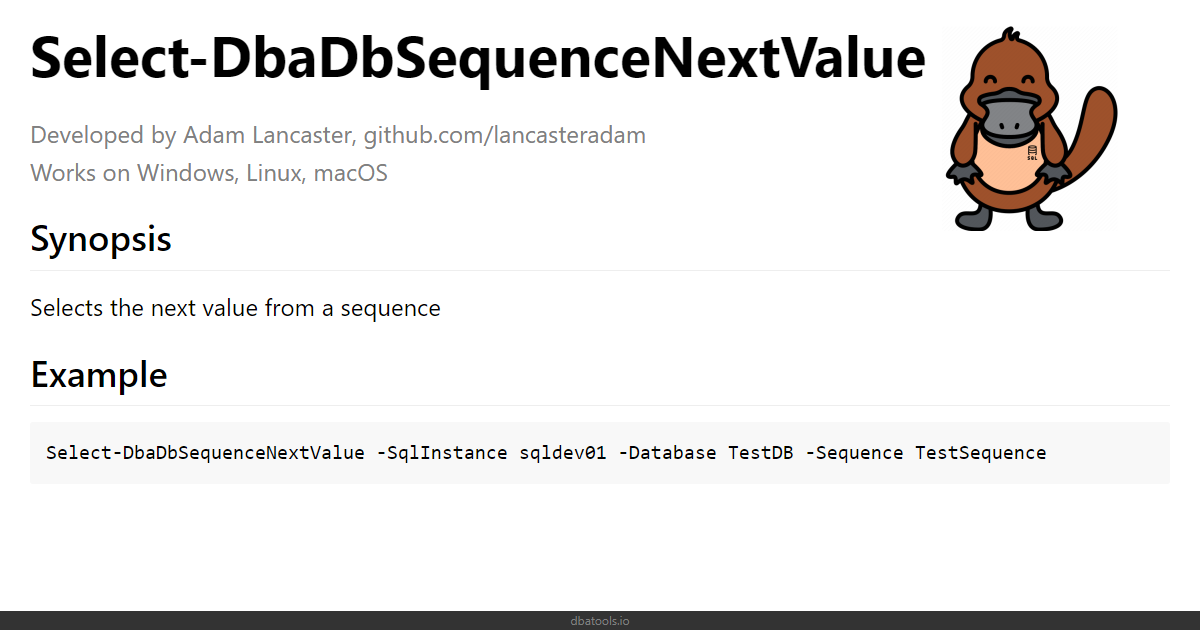 Select-DbaDbSequenceNextValue
Developed by Adam Lancaster, github.com/lancasteradam
Works on Windows, Linux, macOS
SQL
Synopsis
Selects the next value from a sequence
Example
Select-DbaDbSequenceNextValue -SqlInstance sqldev01 -Database TestDB -Sequence TestSequence
dbatools.io